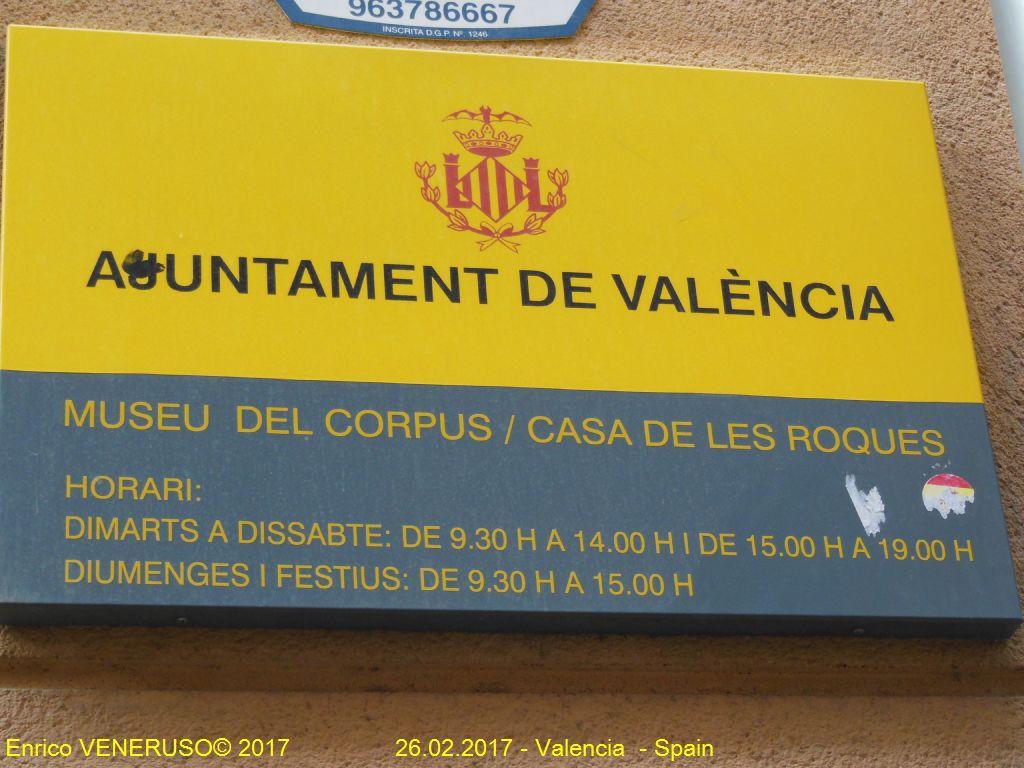 963786667
INSCRITA D.G.P. Nº. 1246
AJUNTAMENT DE VALÈNCIA
MUSEU DEL CORPUS / CASA DE LES ROQUES
HORARI:
DIMARTS A DISSABTE: DE 9.30 H A 14.00 H I DE 15.00 H A 19.00 H
DIUMENGES I FESTIUS: DE 9.30 H A 15.00 H
Enrico VENERUSO© 2017 26.02.2017 - Valencia - Spain